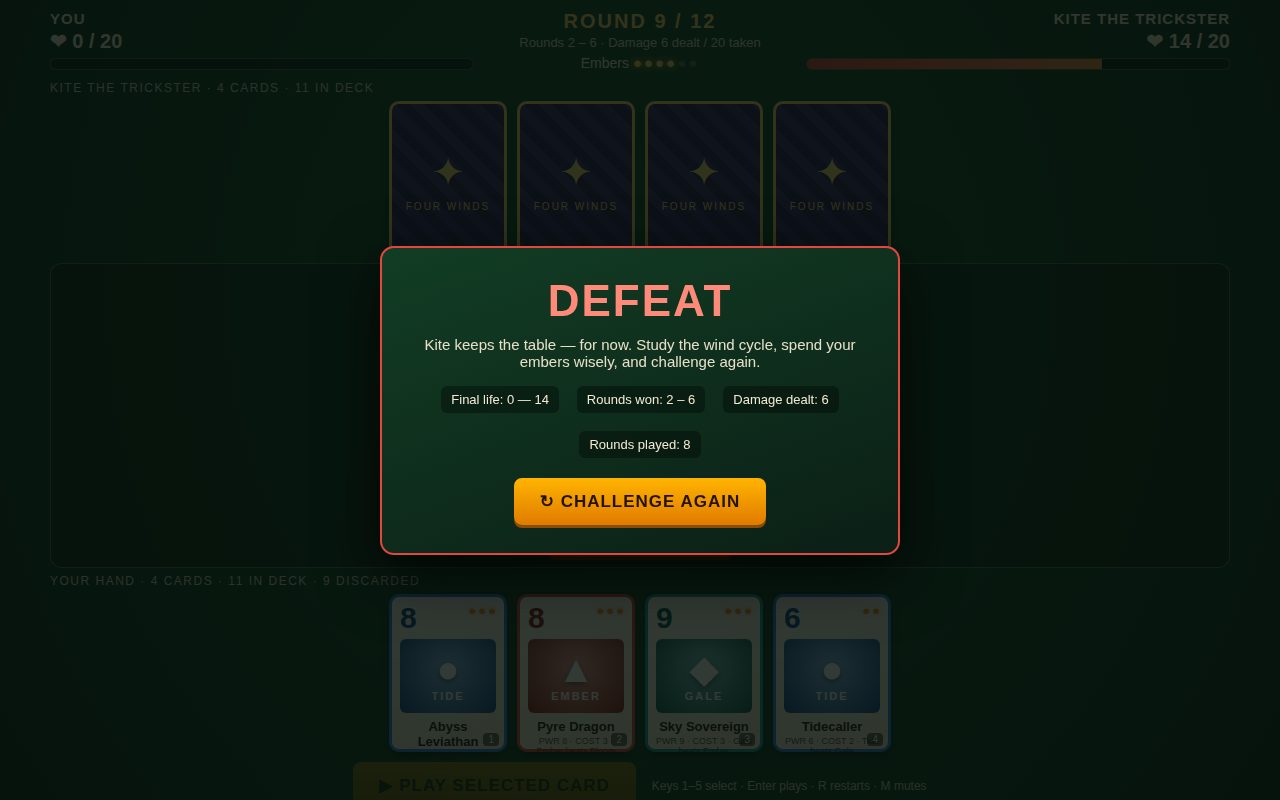 YOU
❤ 0 / 20
ROUND 9 / 12
Rounds 2 – 6 · Damage 6 dealt / 20 taken
Embers
KITE THE TRICKSTER
❤ 14 / 20
KITE THE TRICKSTER · 4 CARDS · 11 IN DECK
FOUR WINDS
FOUR WINDS
FOUR WINDS
FOUR WINDS
DEFEAT
Kite keeps the table — for now. Study the wind cycle, spend your
embers wisely, and challenge again.
Final life: 0 — 14
Rounds won: 2 – 6
Damage dealt: 6
Rounds played: 8
↻ CHALLENGE AGAIN
YOUR HAND · 4 CARDS · 11 IN DECK · 9 DISCARDED
8
TIDE
Abyss
Leviathan
1
8
EMBER
Pyre Dragon
PWR 8 · COST 3
2
9
GALE
Sky Sovereign
PWR 9 · COST 3
3
6
TIDE
Tidecaller
PWR 6 · COST 2
4
▶ PLAY SELECTED CARD
Keys 1–5 select · Enter plays · R restarts · M mutes